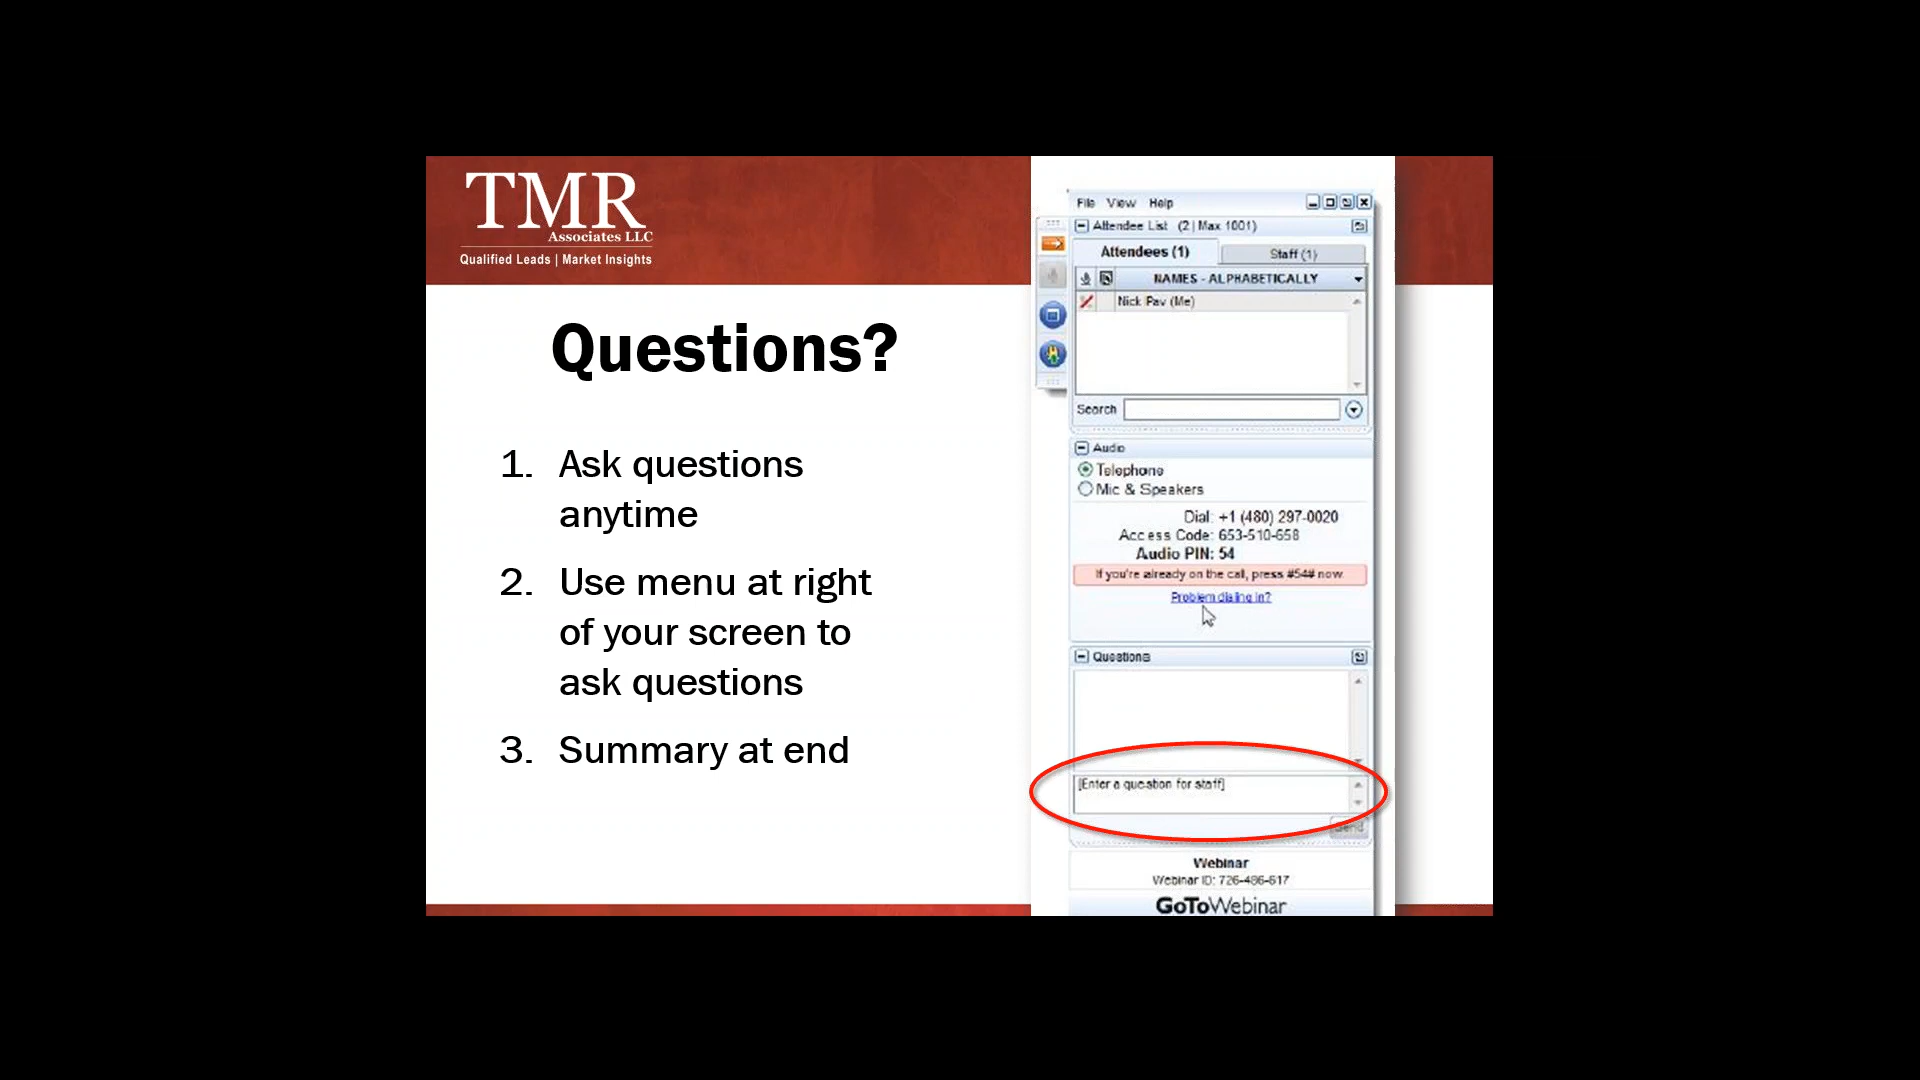 TMR
Associates LLC
Qualified Leads | Market Insights
Questions?
1. Ask questions
anytime
2. Use menu at right
of your screen to
ask questions
3. Summary at end
File View Help
Attendee List (2 | Max 1001)
Attendees (1) Staff (1)
NAMES - ALPHABETICALLY
Nick Pav (Me)
Search
Audio
Telephone
Mic & Speakers
Dial: +1 (480) 297-0020
Access Code: 653-510-658
Audio PIN: 54
If you're already on the call, press #54# now.
Problem dialing in?
Questions
[Enter a question for staff]
Send
Webinar
Webinar ID: 726-486-617
GoToWebinar